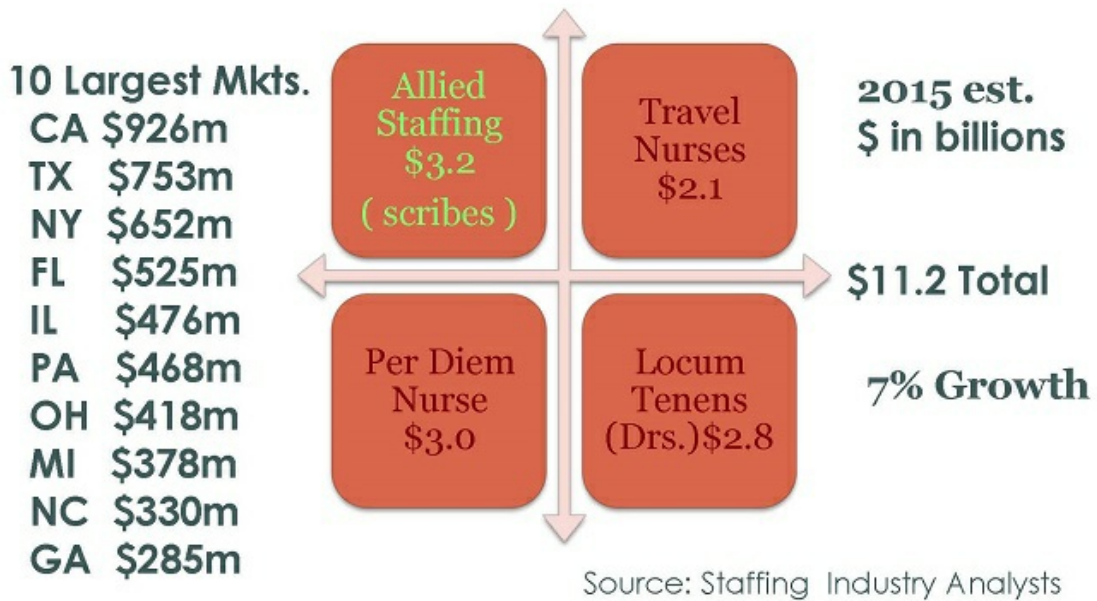 10 Largest Mkts.
CA $926m
TX $753m
NY $652m
FL $525m
IL $476m
PA $468m
OH $418m
MI $378m
NC $330m
GA $285m
Allied
Staffing
$3.2
( scribes )
Travel
Nurses
$2.1
Per Diem
Nurse
$3.0
Locum
Tenens
(Drs.)$2.8
2015 est.
$ in billions
$11.2 Total
7% Growth
Source: Staffing Industry Analysts